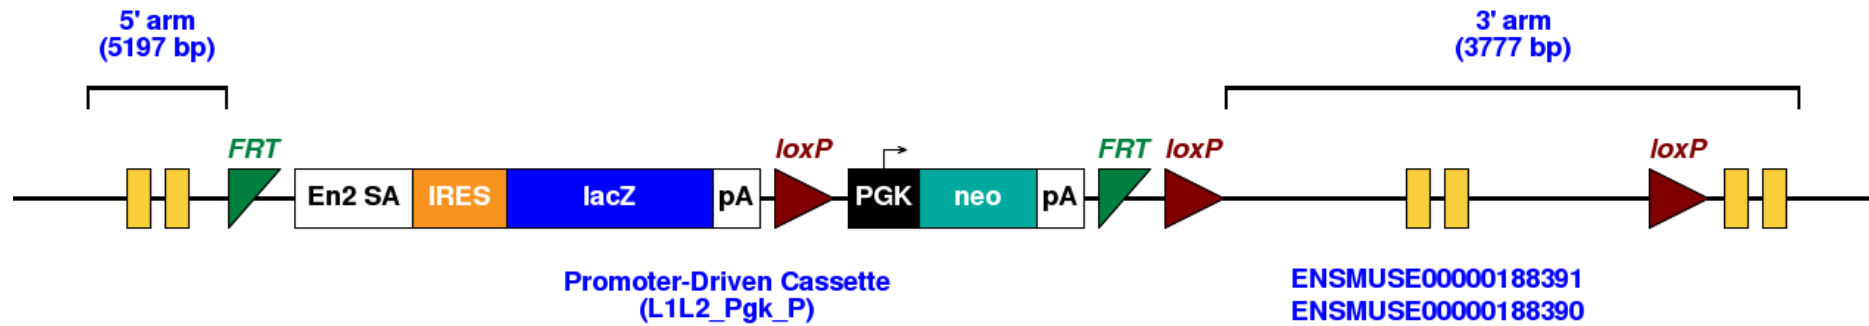 5' arm
(5197 bp)
3' arm
(3777 bp)
FRT
loxP
FRT
loxP
loxP
En2 SA
IRES
lacZ
pA
PGK
neo
pA
Promoter-Driven Cassette
(L1L2_Pgk_P)
ENSMUSE00000188391
ENSMUSE00000188390